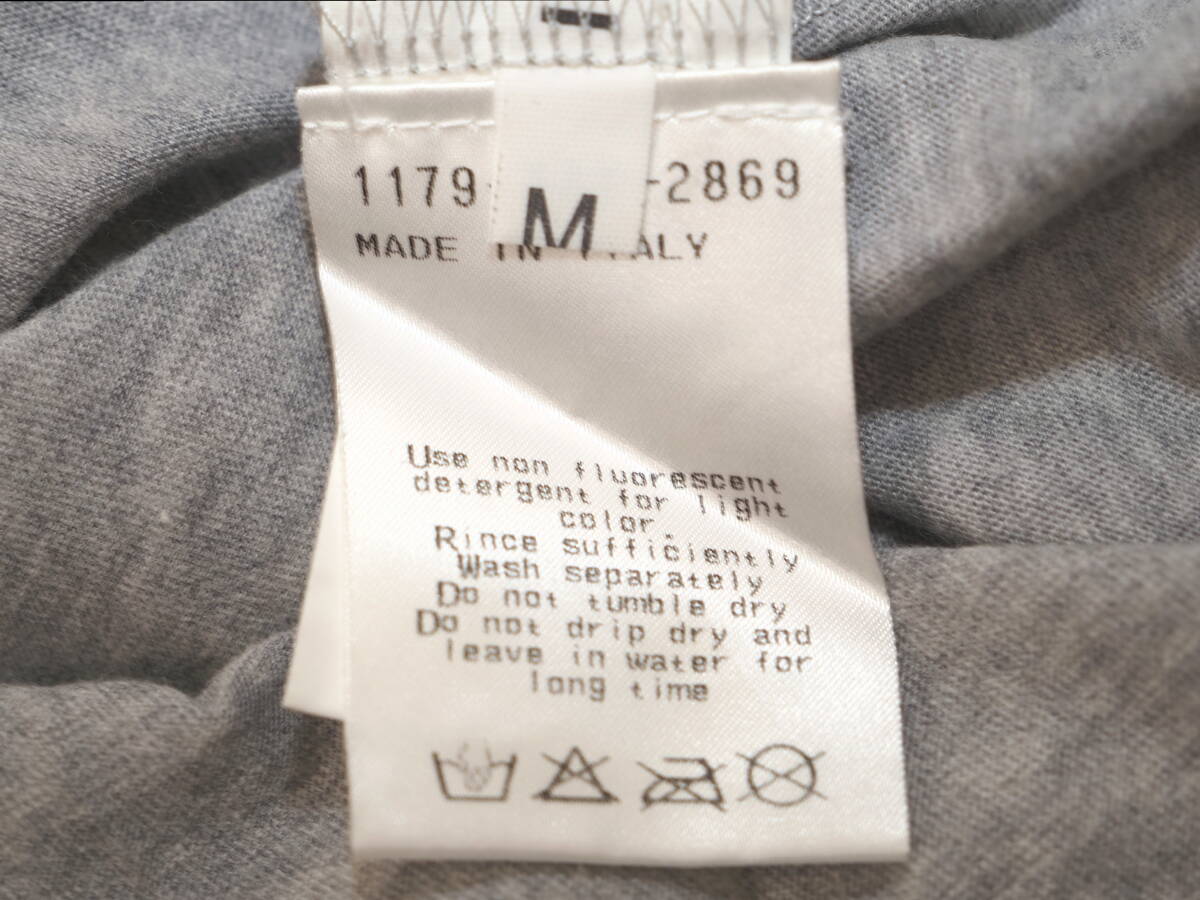 1179 -2869
M
MADE IN ITALY
Use non fluorescent
detergent for light
color.
Rince sufficiently
Wash separately
Do not tumble dry
Do not drip dry and
leave in water for
long time